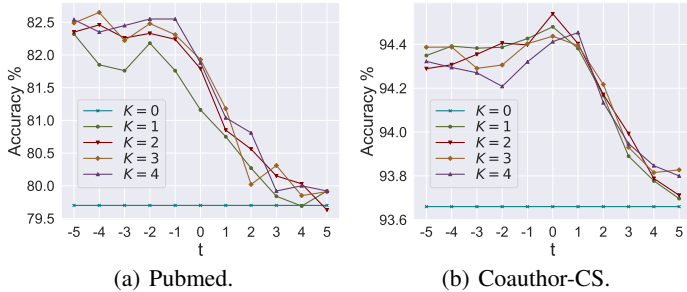 82.5
82.0
81.5
81.0
80.5
80.0
79.5
Accuracy %
K = 0
K = 1
K = 2
K = 3
K = 4
-5 -4 -3 -2 -1 0 1 2 3 4 5
t
(a) Pubmed.
94.4
94.2
94.0
93.8
93.6
Accuracy %
K = 0
K = 1
K = 2
K = 3
K = 4
-5 -4 -3 -2 -1 0 1 2 3 4 5
t
(b) Coauthor-CS.